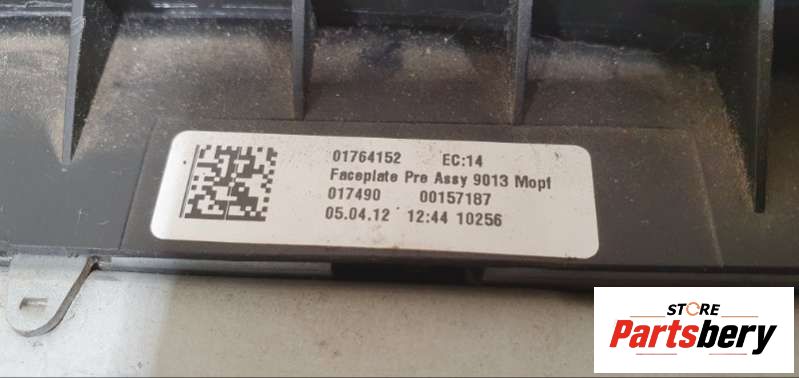 01764152 EC:14
Faceplate Pre Assy 9013 Mopf
017490 00157187
05.04.12 12:44 10256
STORE
Partsbery